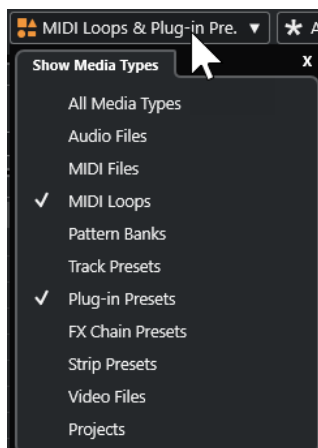 MIDI Loops & Plug-in Pre. ▼ A
Show Media Types X
All Media Types
Audio Files
MIDI Files
✓ MIDI Loops
Pattern Banks
Track Presets
✓ Plug-in Presets
FX Chain Presets
Strip Presets
Video Files
Projects